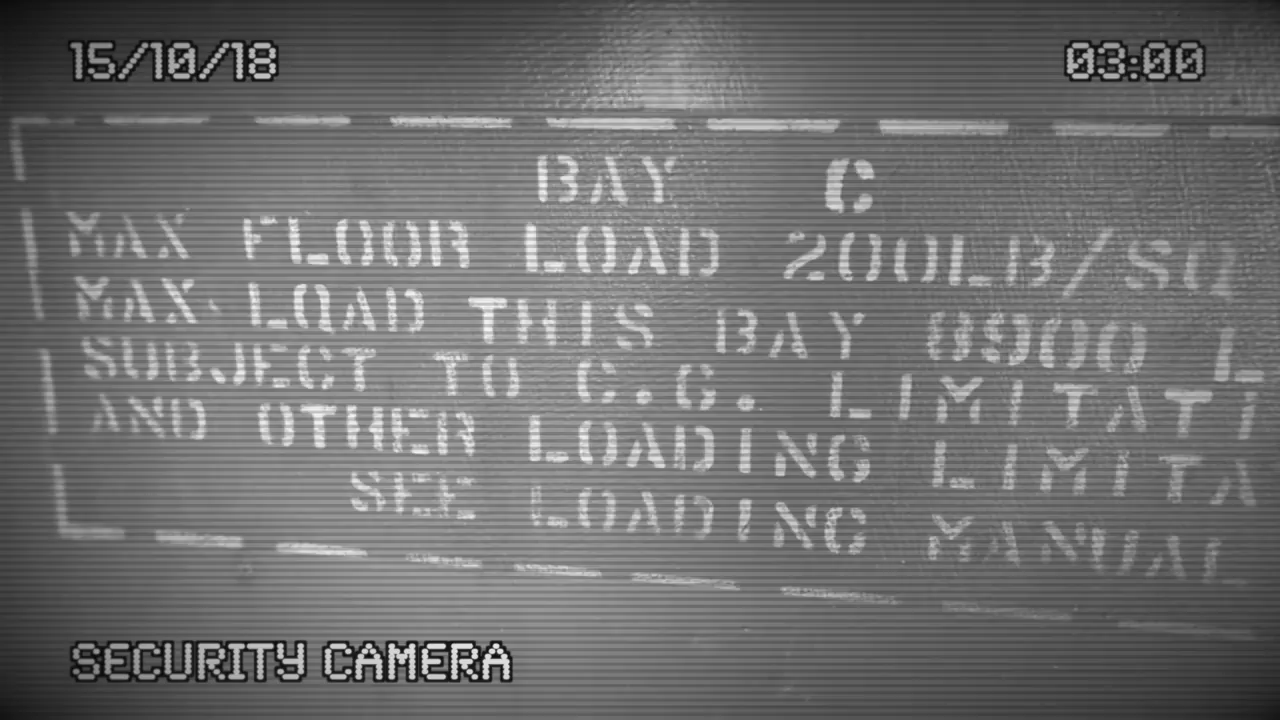 15/10/18 03:00
BAY C
MAX FLOOR LOAD 200LB/SQ
MAX. LOAD THIS BAY 8900 L
SUBJECT TO C.G. LIMITATI
AND OTHER LOADING LIMITA
SEE LOADING MANUAL
SECURITY CAMERA